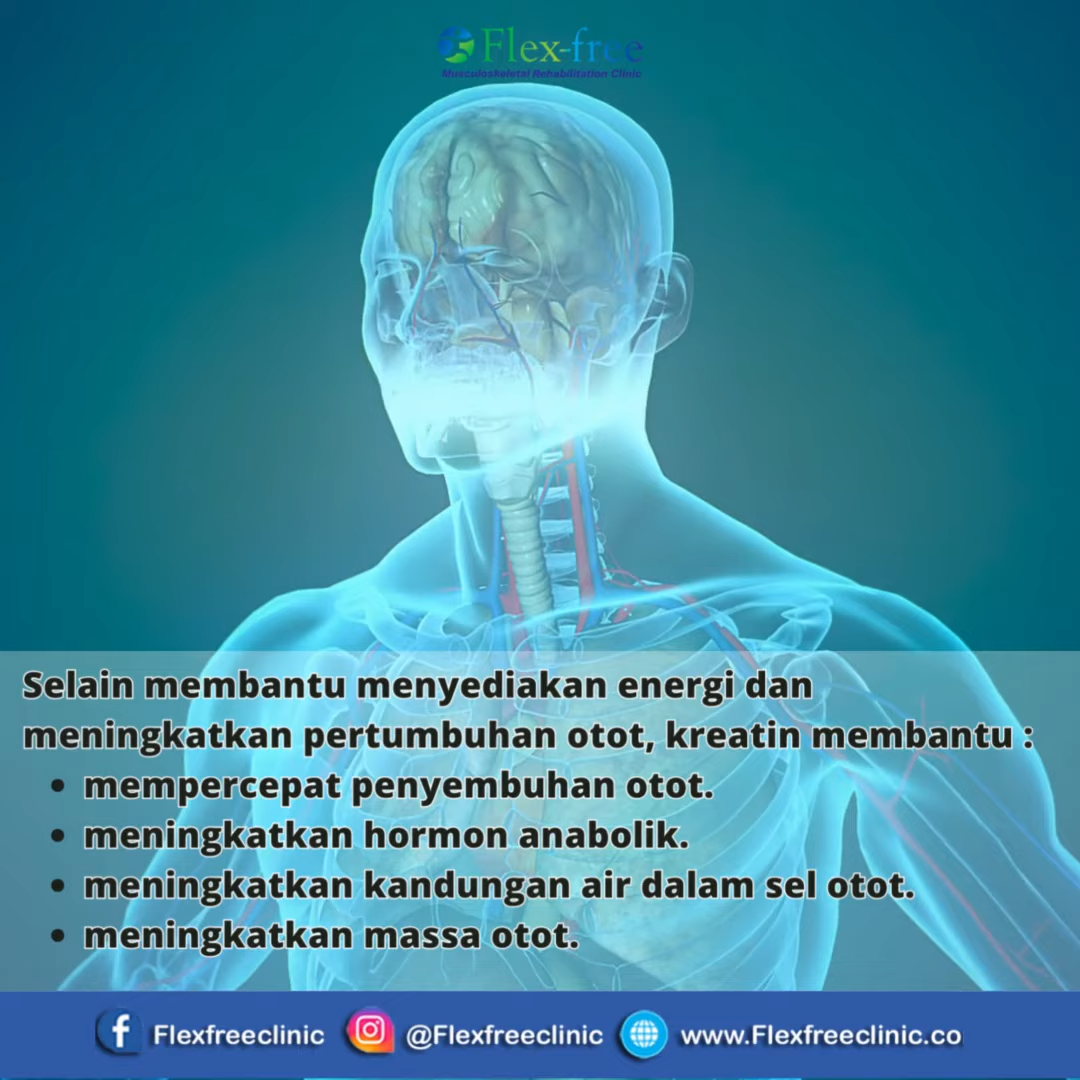 Flex-free
Musculoskeletal Rehabilitation Clinic
Selain membantu menyediakan energi dan
meningkatkan pertumbuhan otot, kreatin membantu :
• mempercepat penyembuhan otot.
• meningkatkan hormon anabolik.
• meningkatkan kandungan air dalam sel otot.
• meningkatkan massa otot.
Flexfreeclinic @Flexfreeclinic www.Flexfreeclinic.co